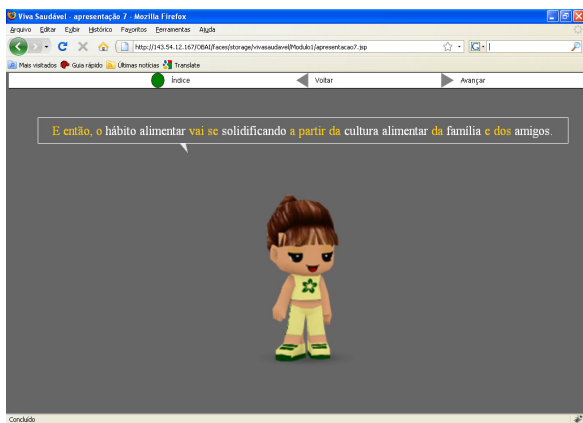 Viva Saudável - apresentação 7 - Mozilla Firefox
Arquivo Editar Exibir Histórico Favoritos Ferramentas Ajuda
http://143.54.12.167/OBAI/faces/storage/vivasaudavel/Modulo1/apresentacao7.jsp
Mais visitados Guia rápido Últimas notícias Translate
Índice Voltar Avançar
E então, o hábito alimentar vai se solidificando a partir da cultura alimentar da família e dos amigos.
Concluído